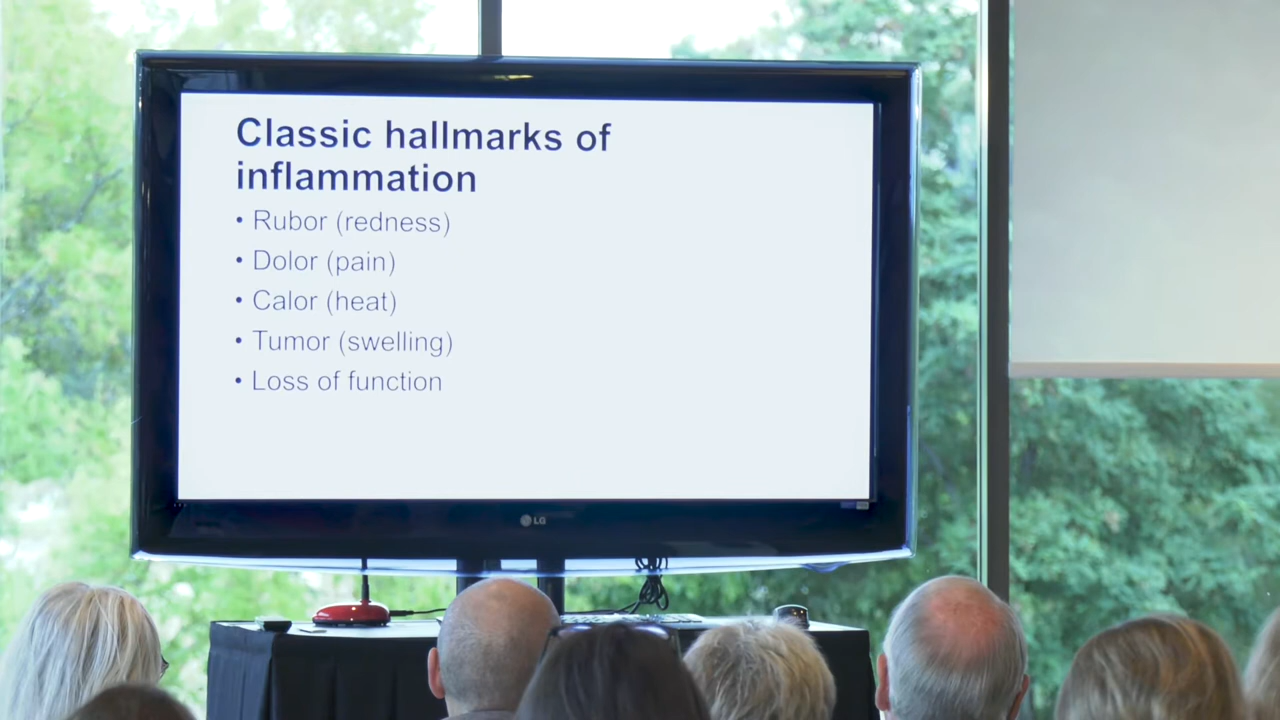 Classic hallmarks of
inflammation
• Rubor (redness)
• Dolor (pain)
• Calor (heat)
• Tumor (swelling)
• Loss of function
LG